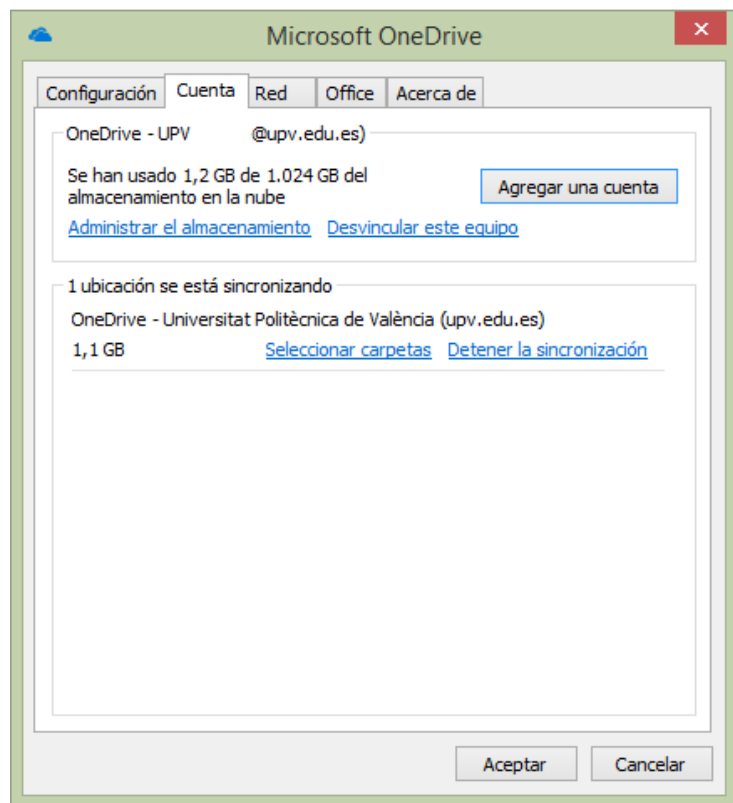 Microsoft OneDrive
Configuración Cuenta Red Office Acerca de
OneDrive - UPV @upv.edu.es)
Se han usado 1,2 GB de 1.024 GB del
almacenamiento en la nube
Agregar una cuenta
Administrar el almacenamiento Desvincular este equipo
1 ubicación se está sincronizando
OneDrive - Universitat Politècnica de València (upv.edu.es)
1,1 GB Seleccionar carpetas Detener la sincronización
Aceptar Cancelar